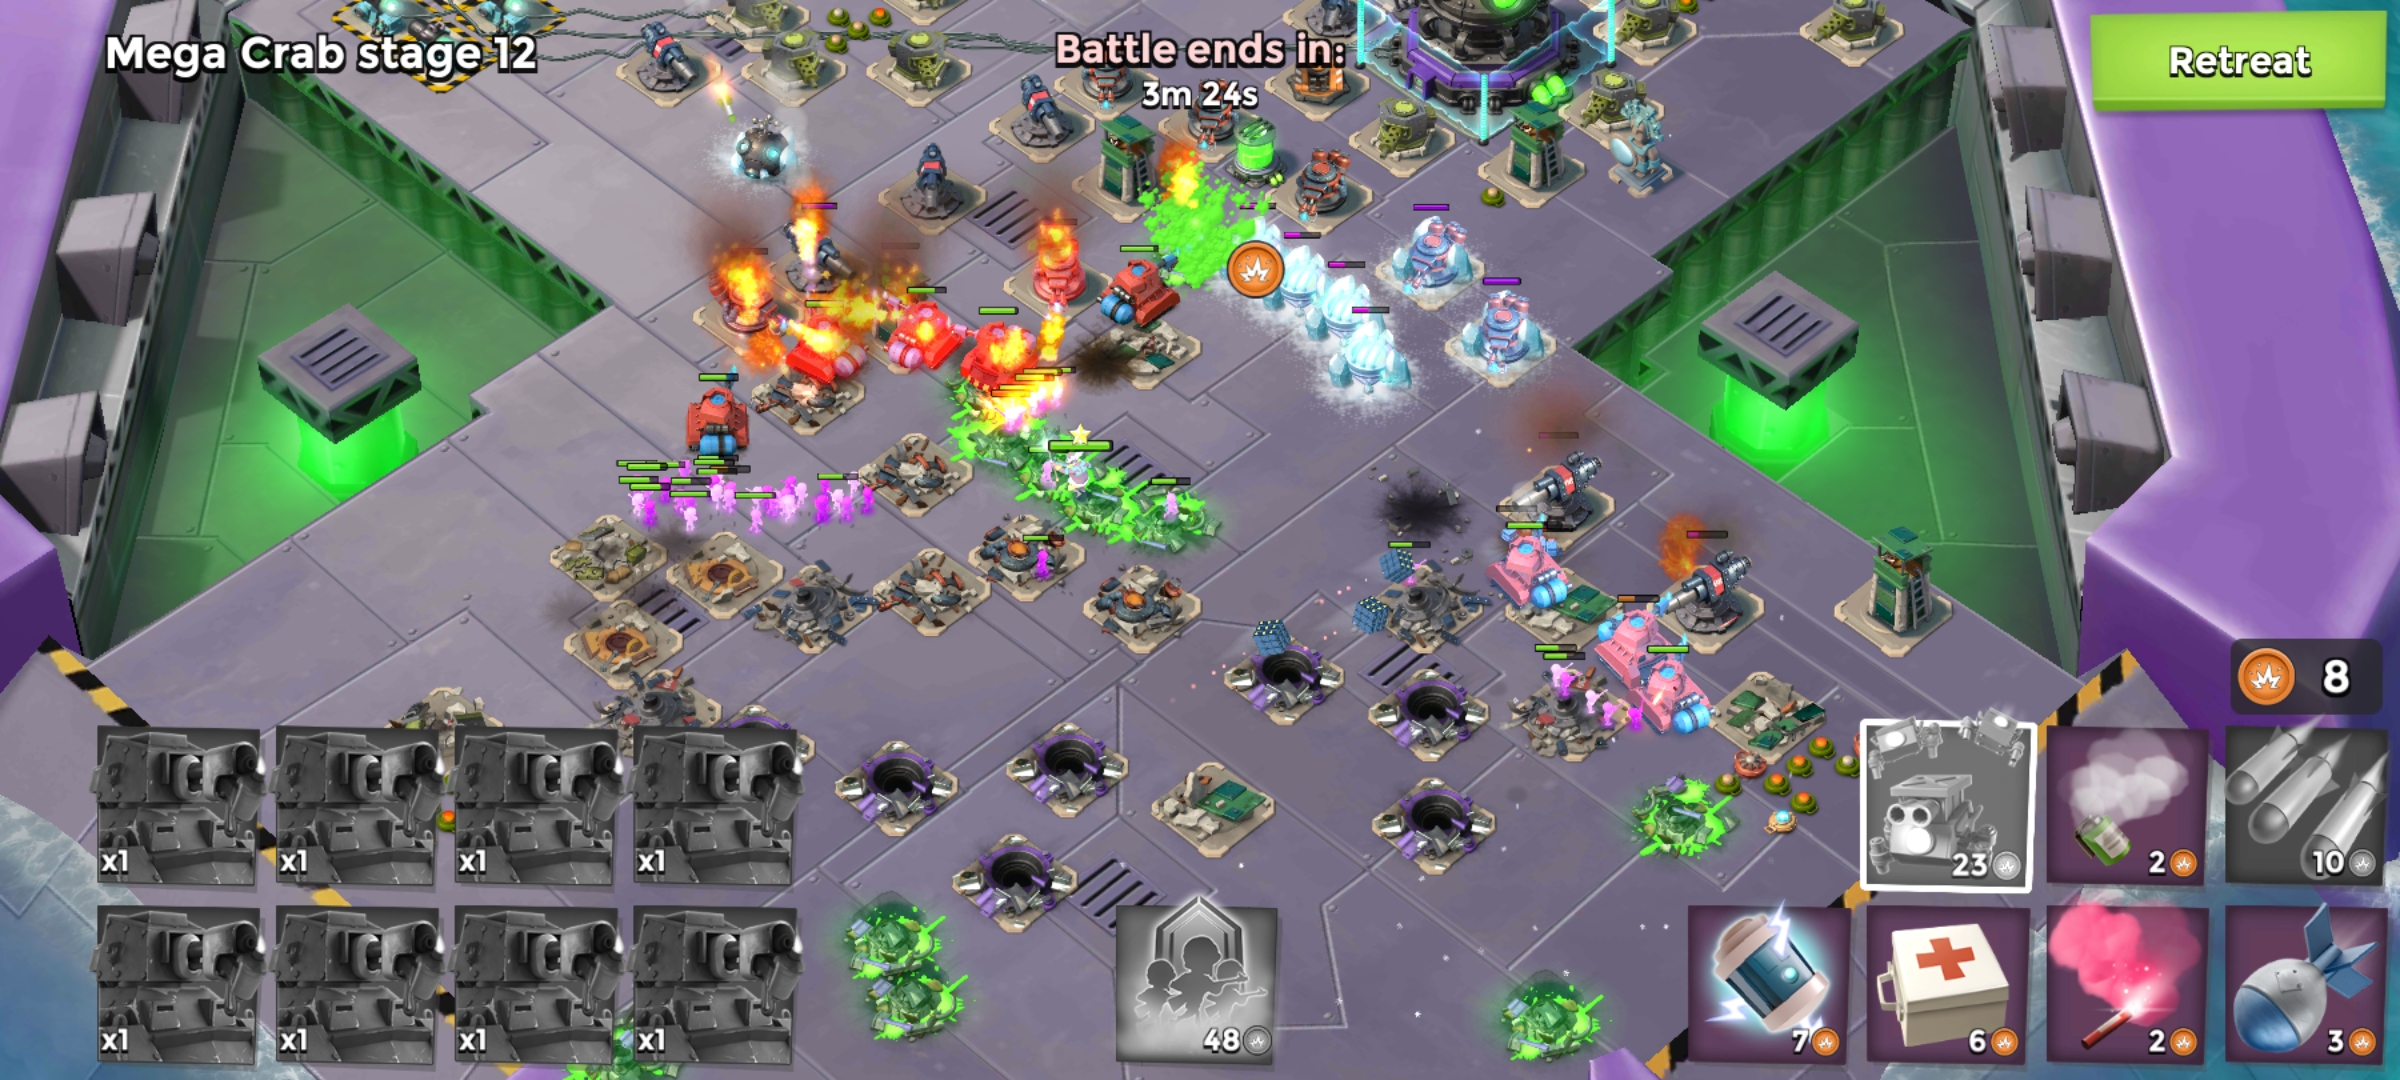 Mega Crab stage 12
Battle ends in:
3m 24s
Retreat
8
x1
x1
x1
x1
23
2
10
x1
x1
x1
x1
48
7
6
2
3